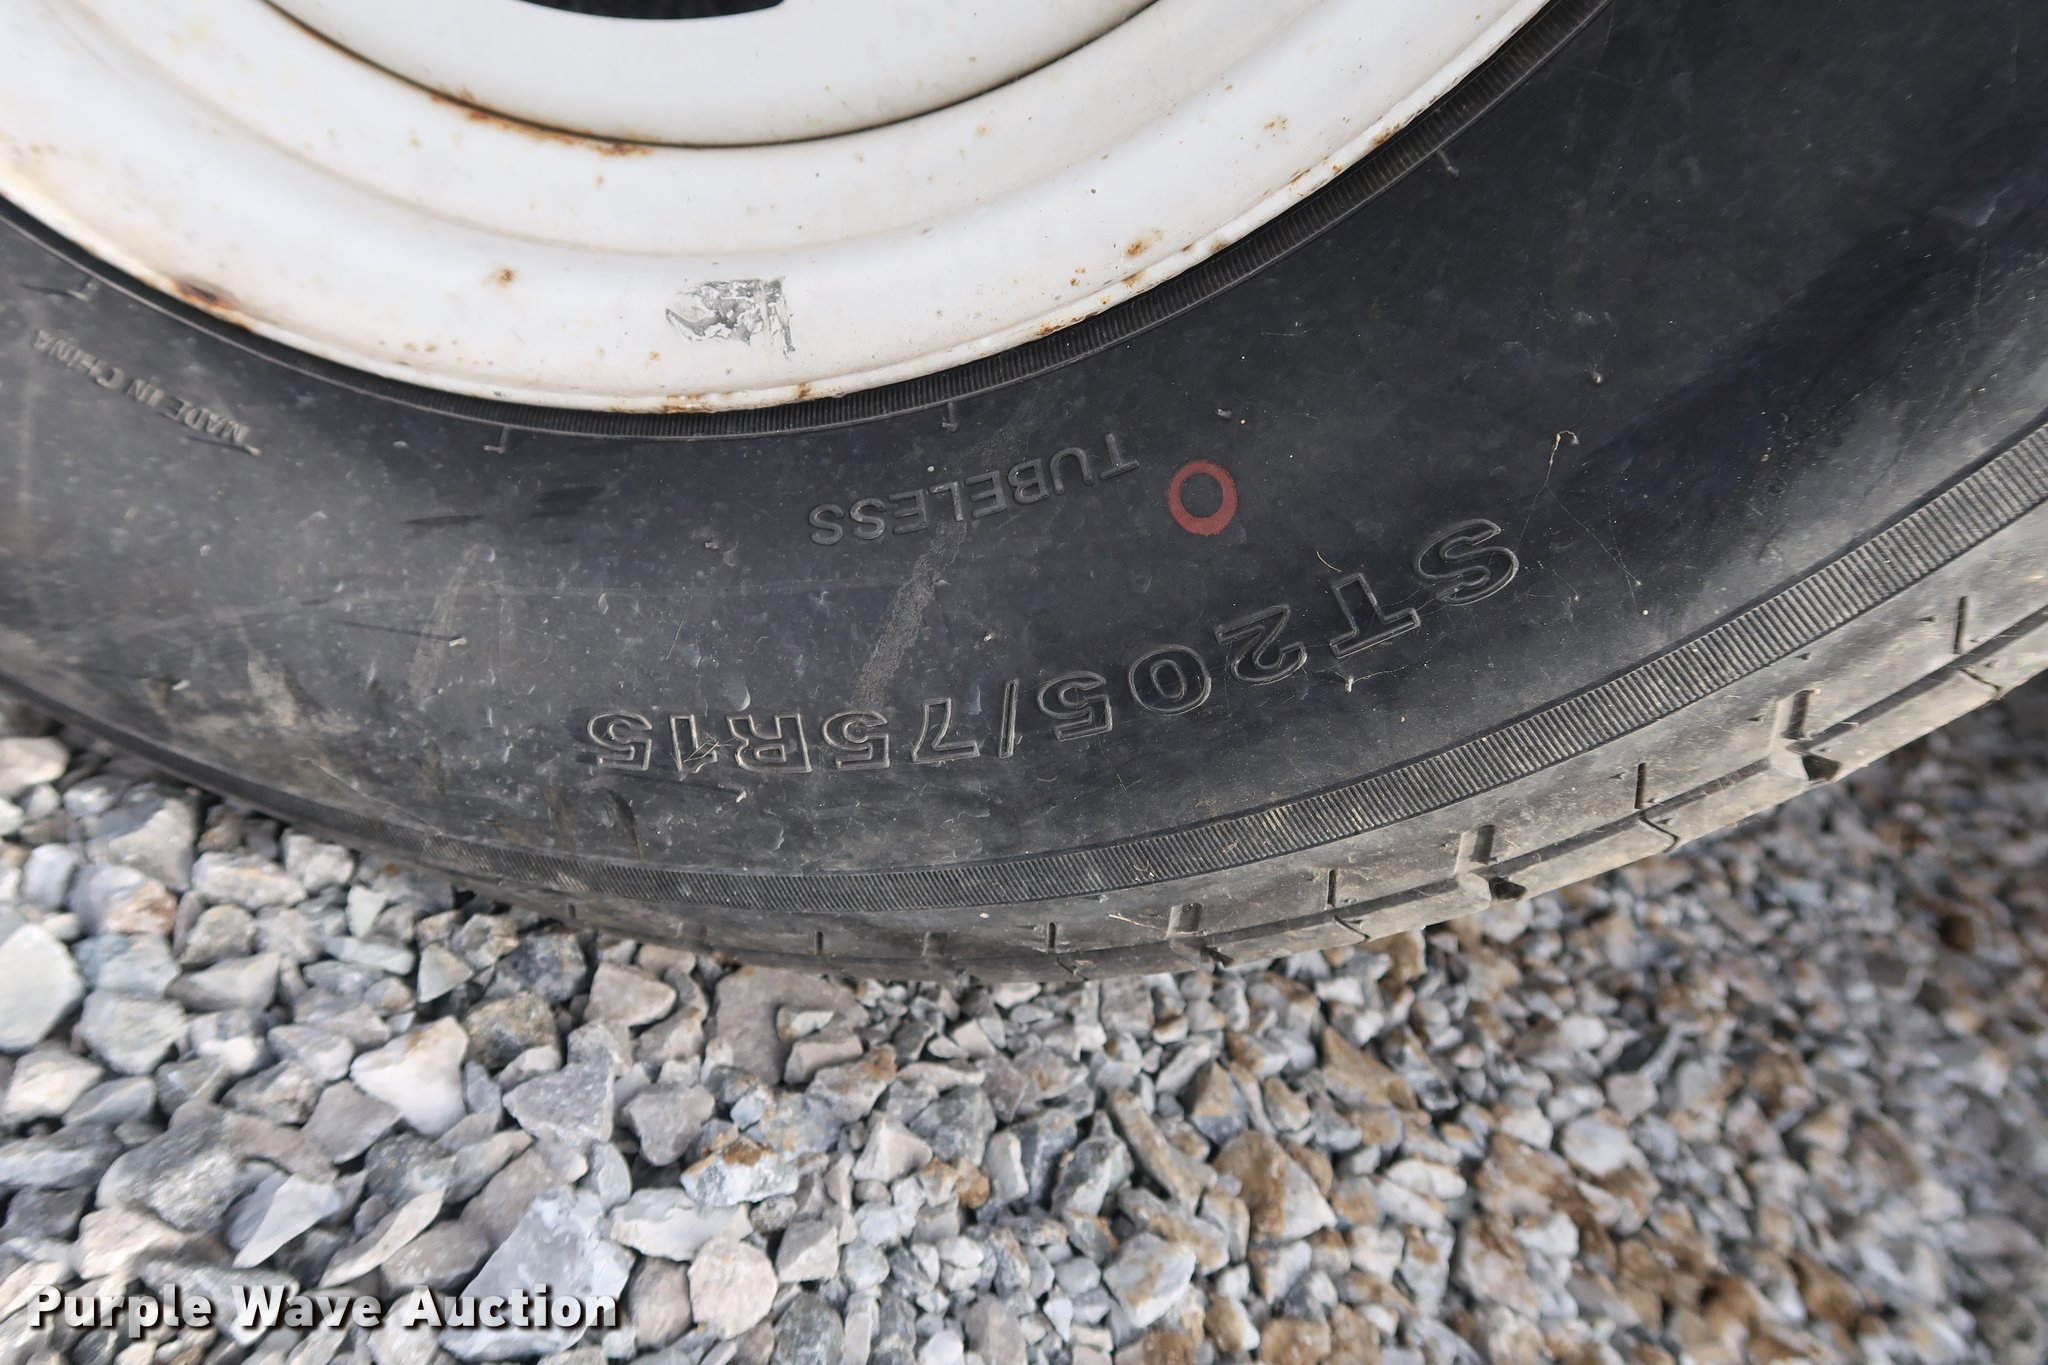 MADE IN CHINA
TUBELESS
ST205/75R15
Purple Wave Auction